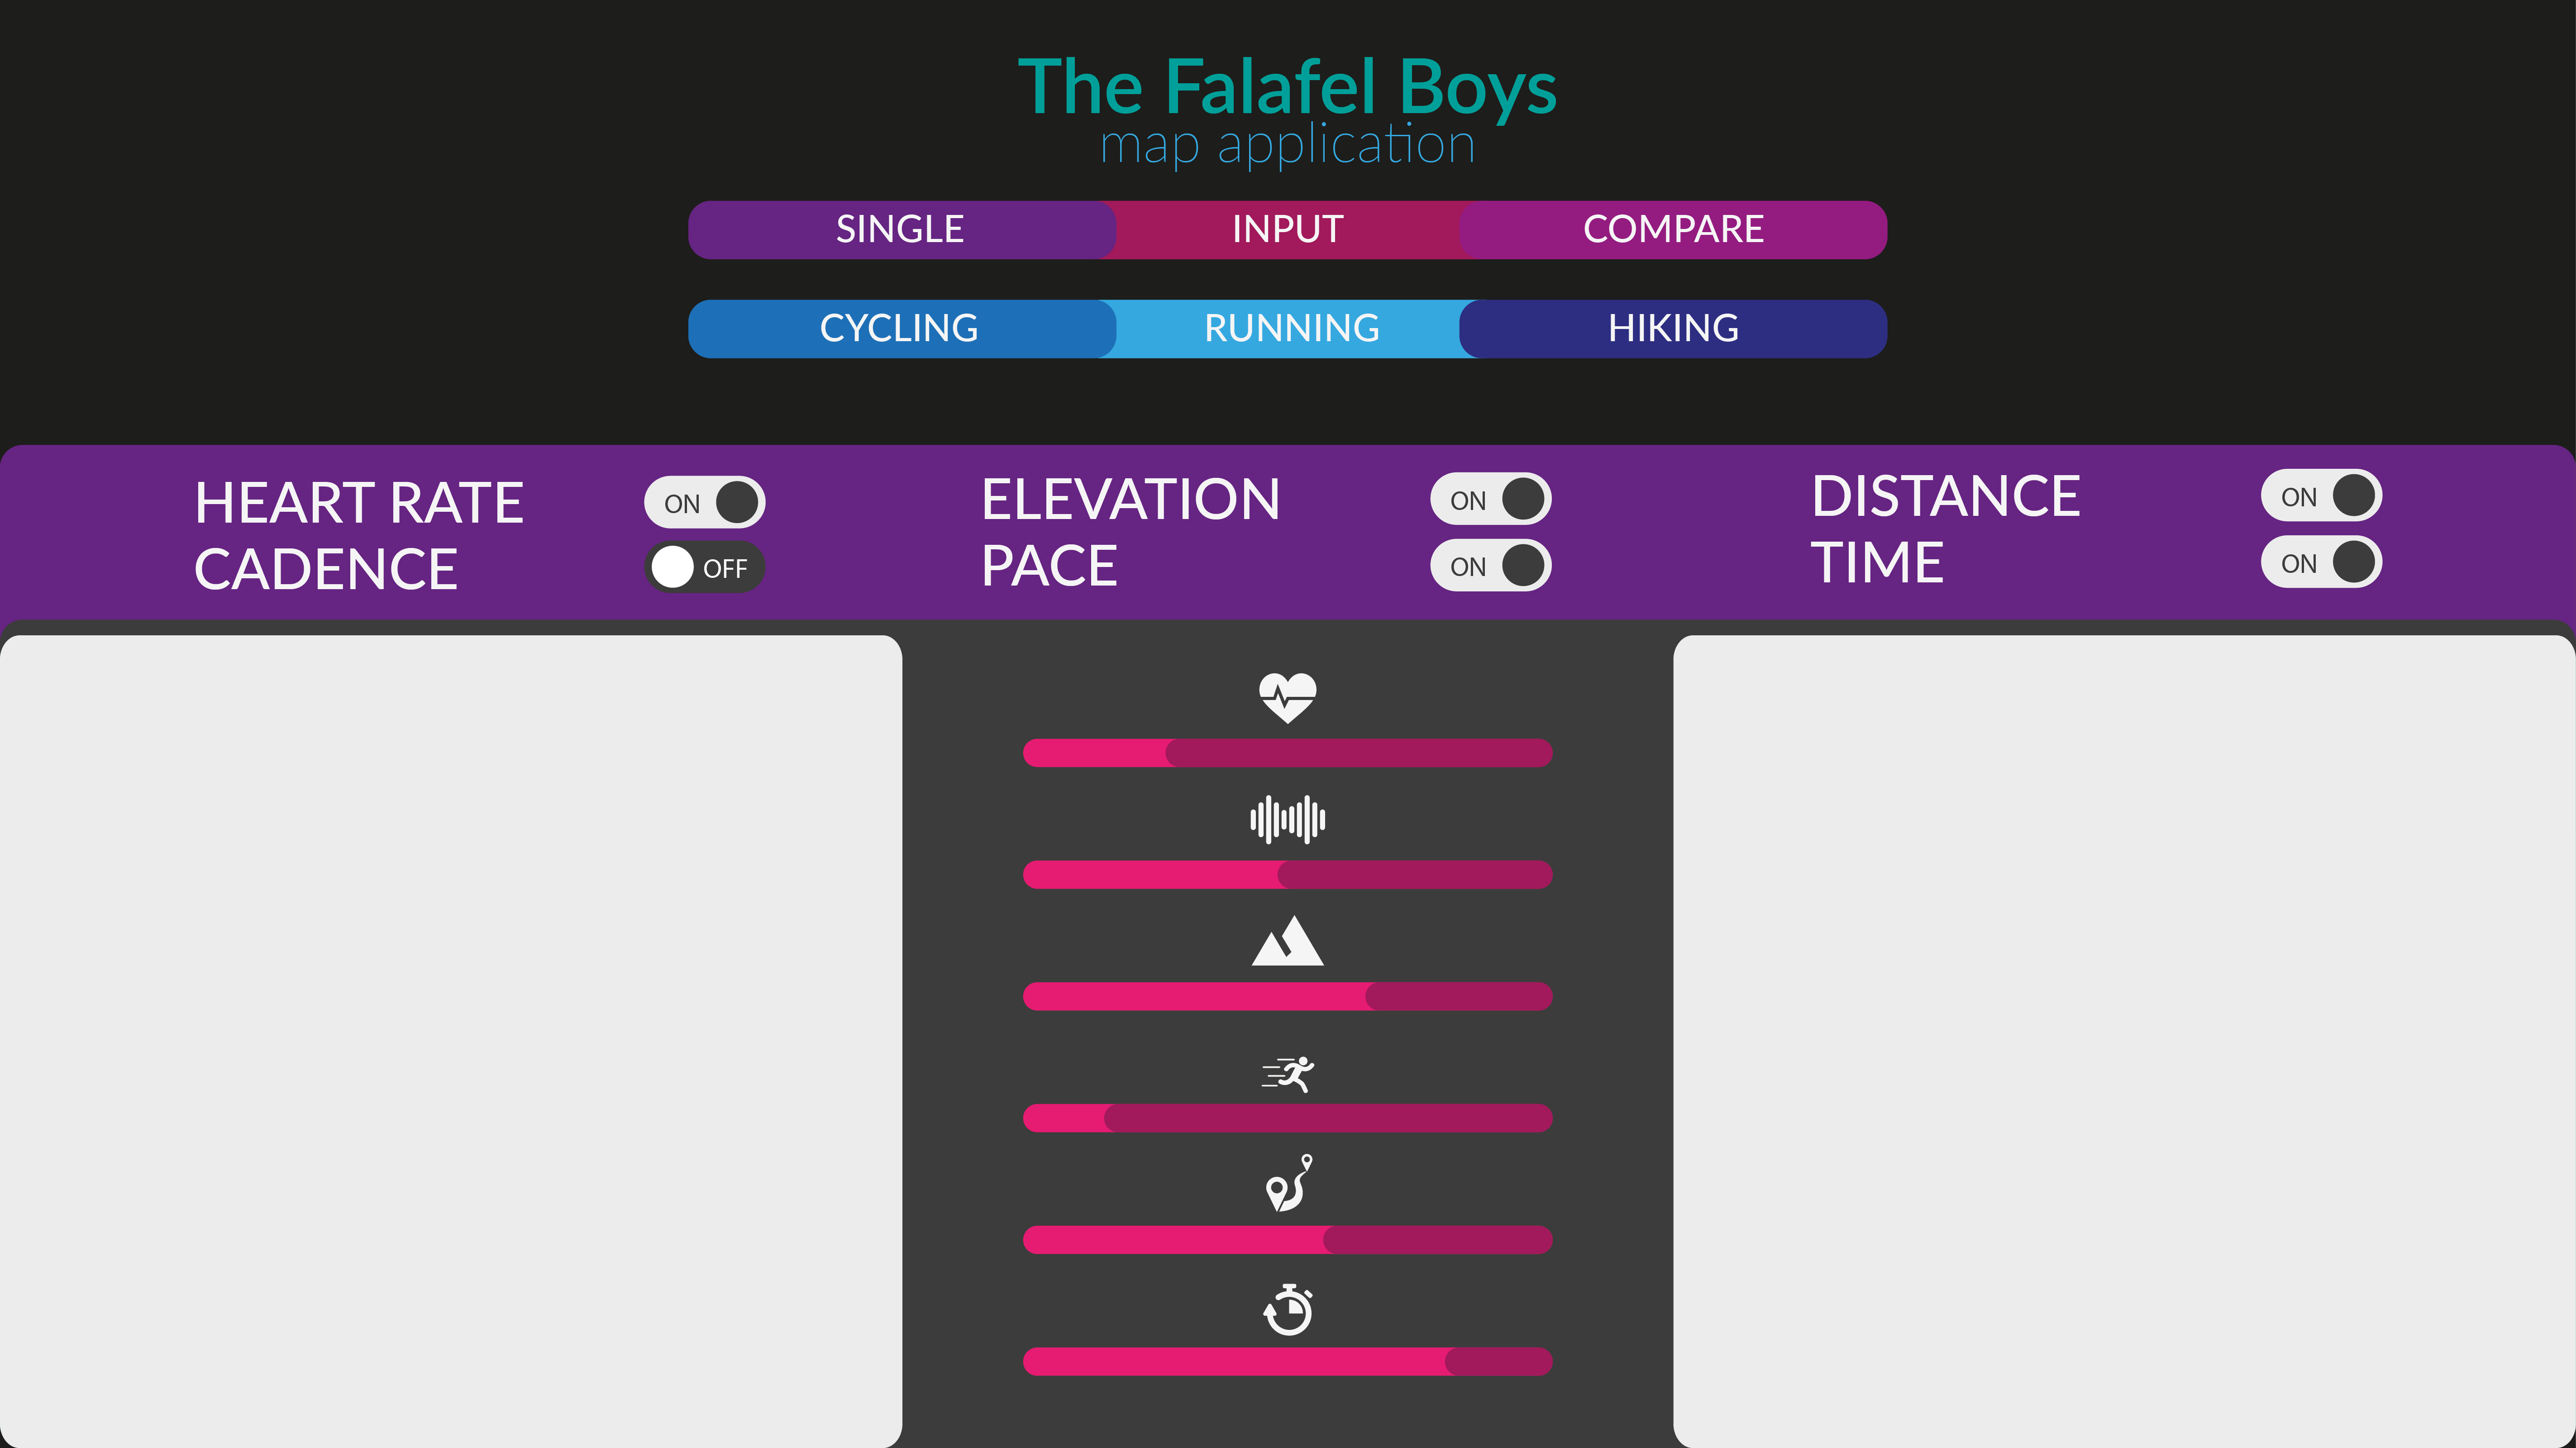 The Falafel Boys
map application
SINGLE INPUT COMPARE
CYCLING RUNNING HIKING
HEART RATE ON ELEVATION ON DISTANCE ON
CADENCE OFF PACE ON TIME ON